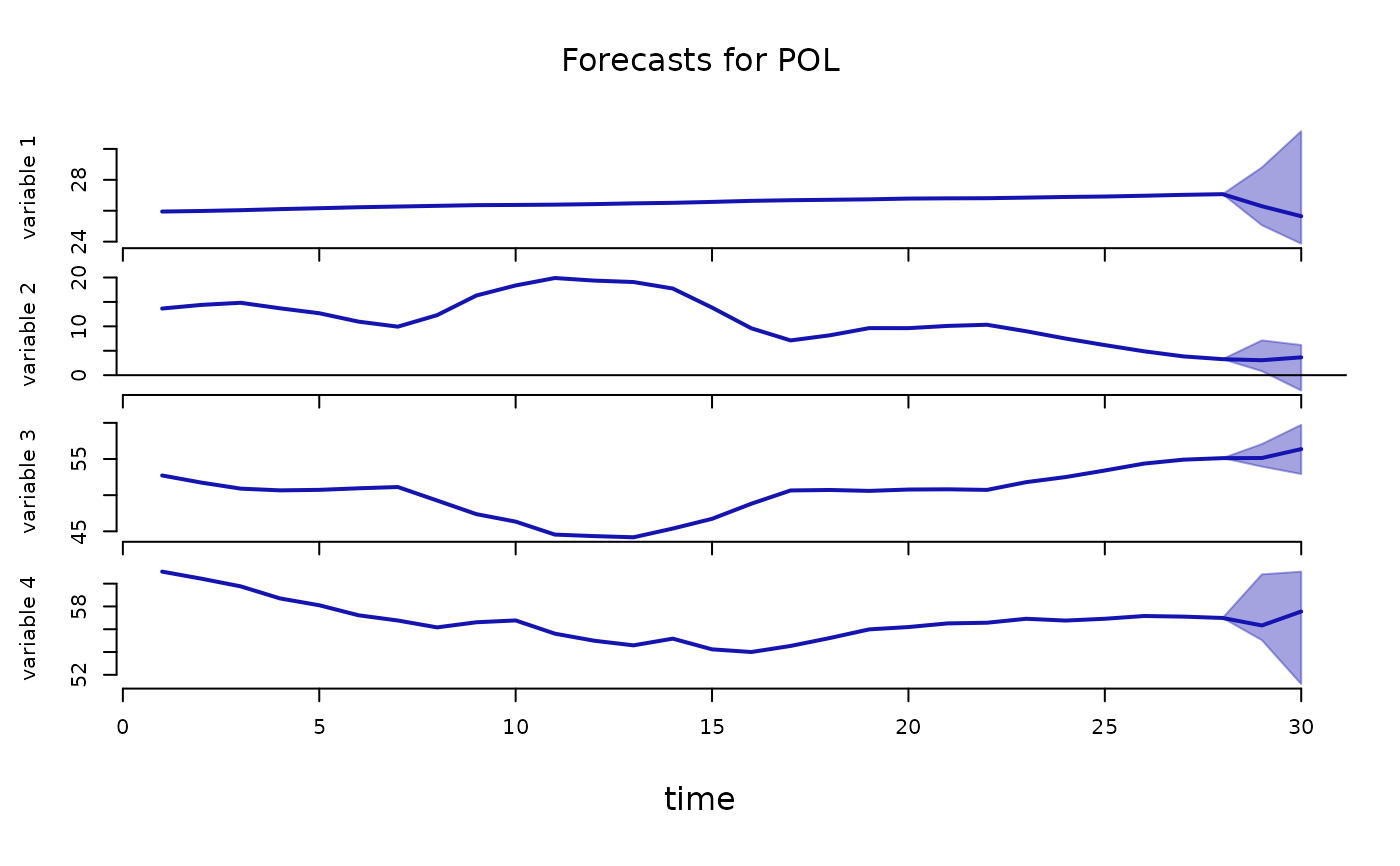 Forecasts for POL
variable 1
24 28
variable 2
0 10 20
variable 3
45 55
variable 4
52 58
0 5 10 15 20 25 30
time